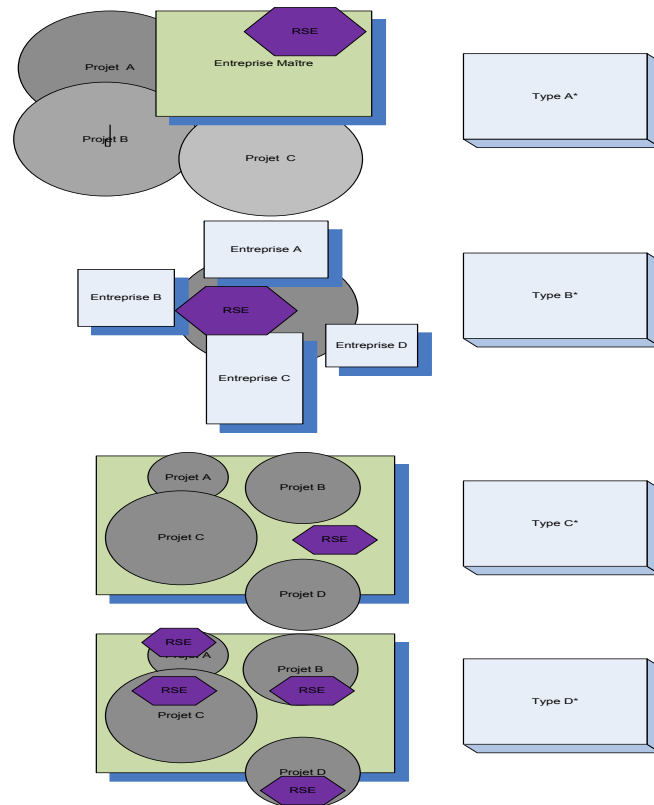 RSE
Projet A
Entreprise Maître
Type A*
Projet B
Projet C
Entreprise A
Entreprise B
RSE
Type B*
Entreprise D
Entreprise C
Projet A
Projet B
RSE
Projet C
Type C*
Projet D
RSE
Projet A
Projet B
RSE
RSE
Type D*
Projet C
Projet D
RSE